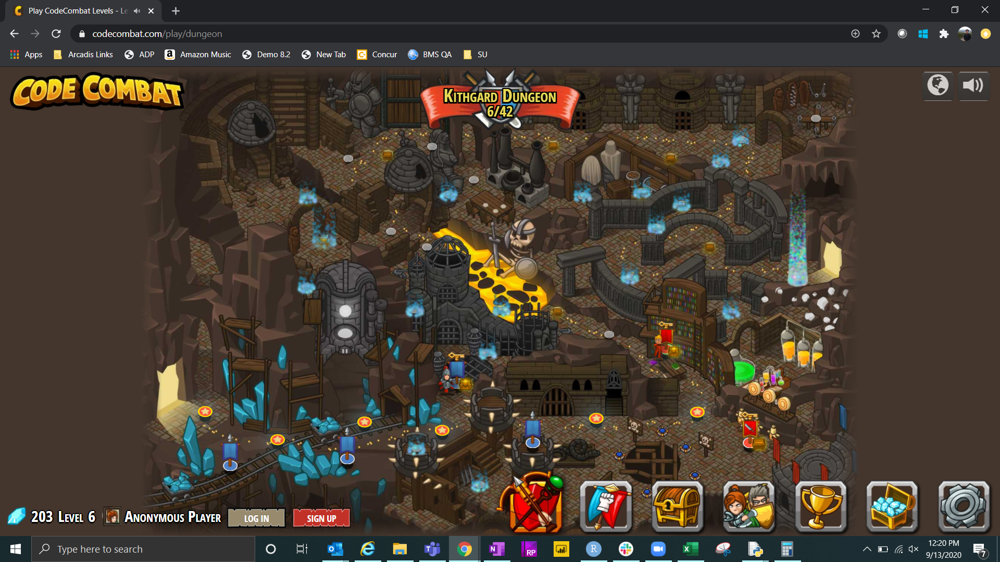 Play CodeCombat Levels - Le
codecombat.com/play/dungeon
Apps
Arcadis Links
ADP
Amazon Music
Demo 8.2
New Tab
Concur
BMS QA
SU
CODE COMBAT
KITHGARD DUNGEON
6/42
203 LEVEL 6
ANONYMOUS PLAYER
LOG IN
SIGN UP
Type here to search
RP
R
12:20 PM
9/13/2020
7